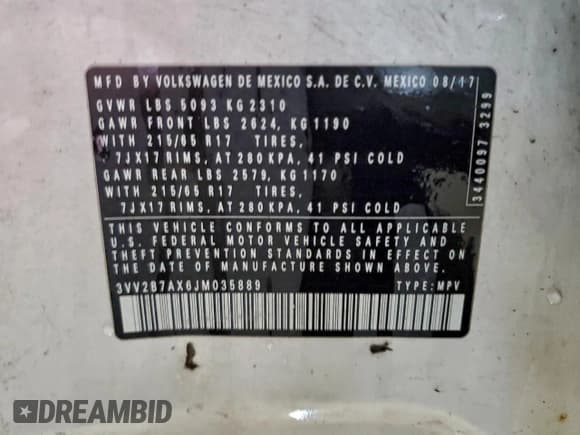 MFD BY VOLKSWAGEN DE MEXICO S.A. DE C.V. MEXICO 08/17
GVWR LBS 5093 KG 2310
GAWR FRONT LBS 2624, KG 1190
WITH 215/65 R17 TIRES,
7JX17 RIMS, AT 280 KPA, 41 PSI COLD
GAWR REAR LBS 2579, KG 1170
WITH 215/65 R17 TIRES,
7JX17 RIMS, AT 280 KPA, 41 PSI COLD
THIS VEHICLE CONFORMS TO ALL APPLICABLE
U.S. FEDERAL MOTOR VEHICLE SAFETY AND
THEFT PREVENTION STANDARDS IN EFFECT ON THE
DATE OF MANUFACTURE SHOWN ABOVE.
3VV2B7AX6JM035889 TYPE: MPV
3440097 3299
DREAMBID